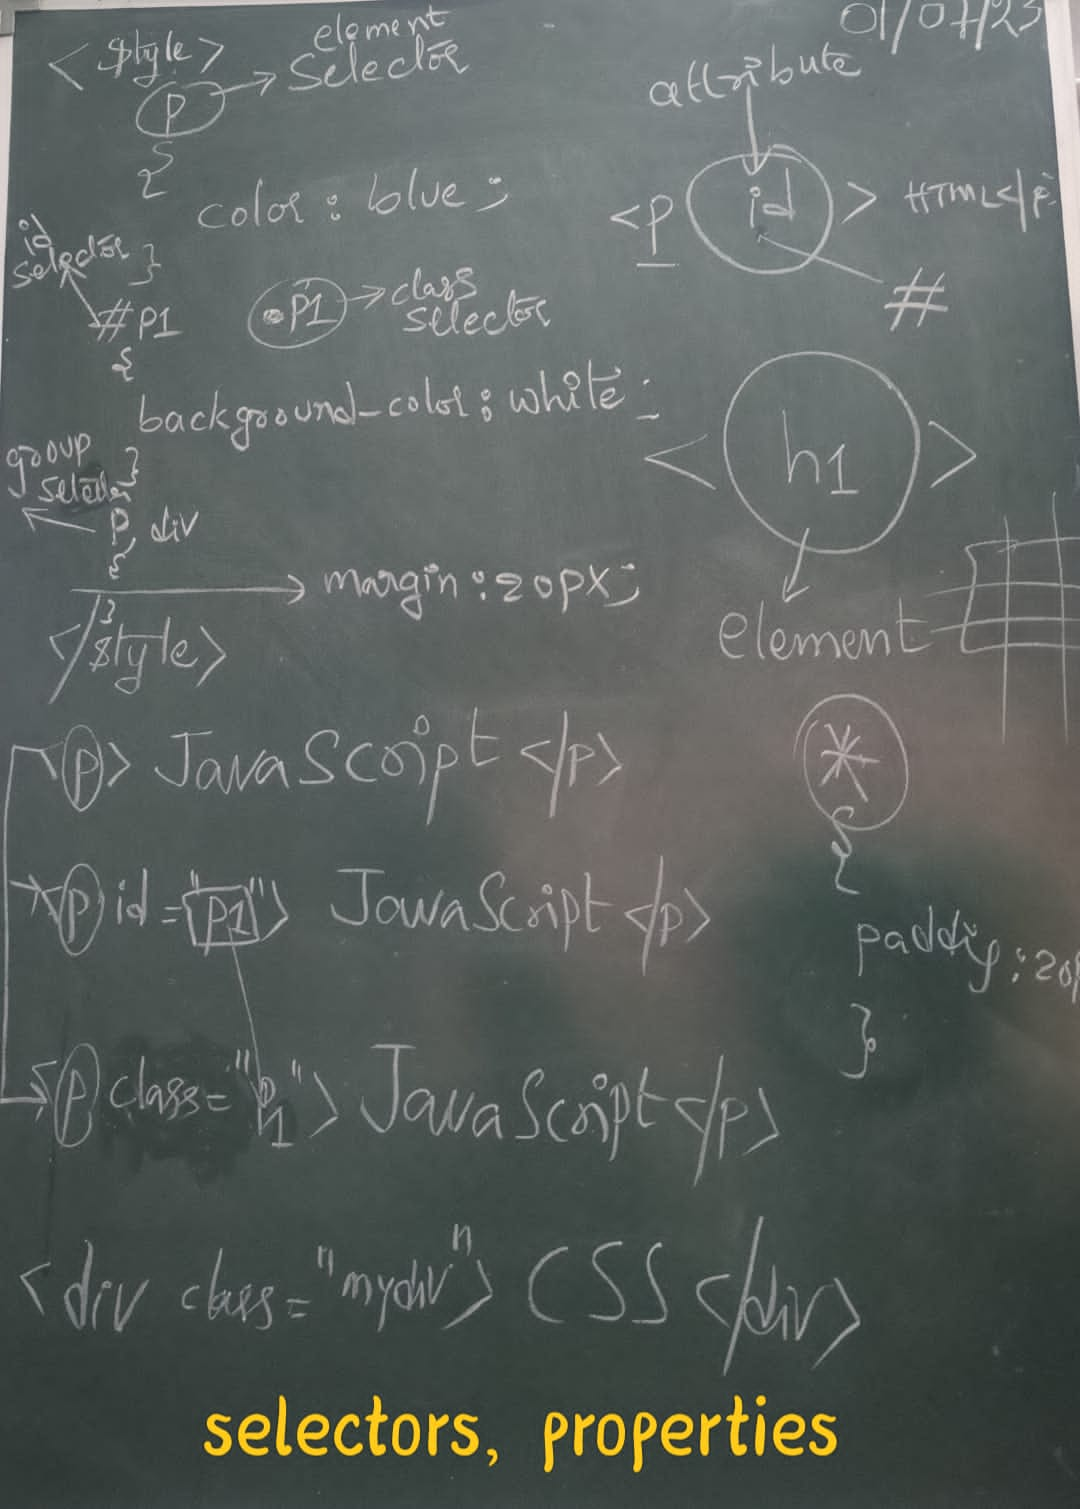 01/07/23
<style>
element
selector
p
{
color : blue ;
}
id
selector
#p1
.p1
class
selector
{
background-color : white ;
}
group
selector
p, div
{
margin : 20px ;
}
</style>
attribute
<p id > HTML</p>
#
<h1>
element
*
{
padding : 20p
}
<p> JavaScript </p>
<p id ="p1"> JavaScript </p>
<p class="p1"> JavaScript </p>
<div class="mydiv"> CSS </div>
selectors, properties